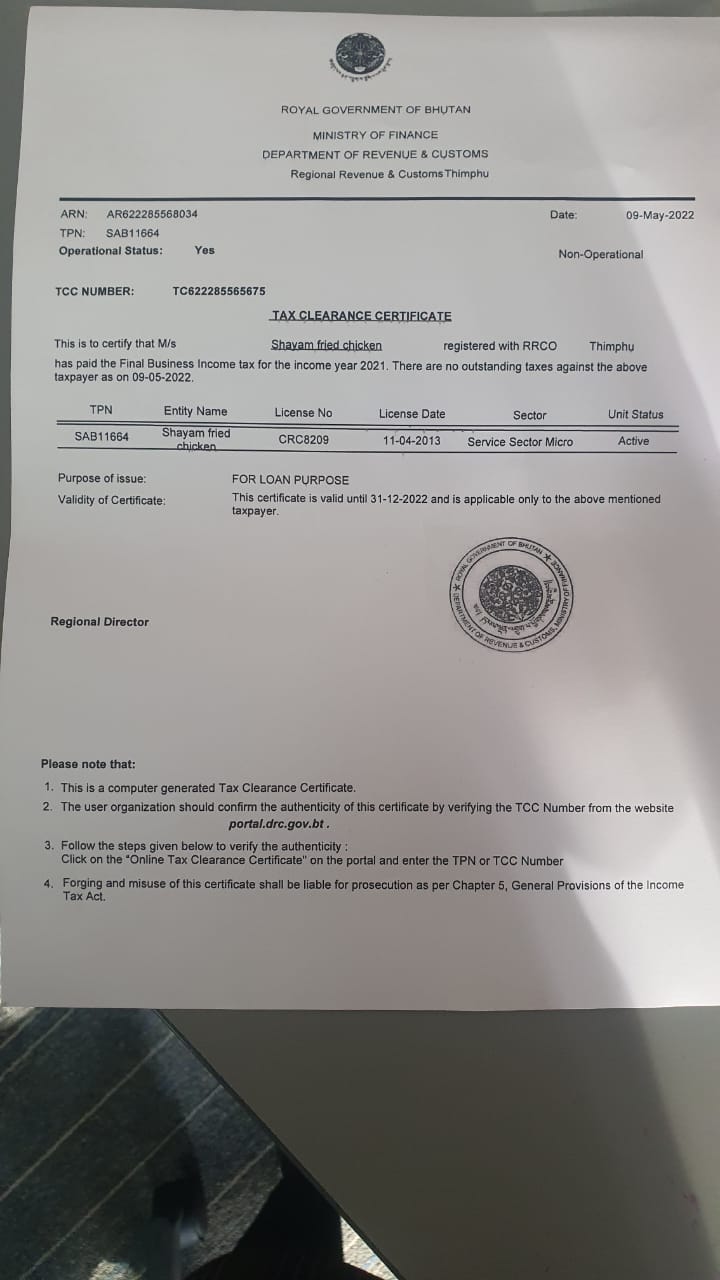 ROYAL GOVERNMENT OF BHUTAN
MINISTRY OF FINANCE
DEPARTMENT OF REVENUE & CUSTOMS
Regional Revenue & Customs Thimphu
ARN: AR622285568034 Date: 09-May-2022
TPN: SAB11664
Operational Status: Yes Non-Operational
TCC NUMBER: TC622285565675
TAX CLEARANCE CERTIFICATE
This is to certify that M/s Shayam fried chicken registered with RRCO Thimphu
has paid the Final Business Income tax for the income year 2021. There are no outstanding taxes against the above
taxpayer as on 09-05-2022.
TPN Entity Name License No License Date Sector Unit Status
SAB11664 Shayam fried CRC8209 11-04-2013 Service Sector Micro Active
chicken
Purpose of issue: FOR LOAN PURPOSE
Validity of Certificate: This certificate is valid until 31-12-2022 and is applicable only to the above mentioned
taxpayer.
ROYAL GOVERNMENT OF BHUTAN ★ DEPARTMENT OF REVENUE & CUSTOMS, MINISTRY OF FINANCE ★
Regional Director
Please note that:
1. This is a computer generated Tax Clearance Certificate.
2. The user organization should confirm the authenticity of this certificate by verifying the TCC Number from the website
portal.drc.gov.bt .
3. Follow the steps given below to verify the authenticity :
Click on the "Online Tax Clearance Certificate" on the portal and enter the TPN or TCC Number
4. Forging and misuse of this certificate shall be liable for prosecution as per Chapter 5, General Provisions of the Income
Tax Act.